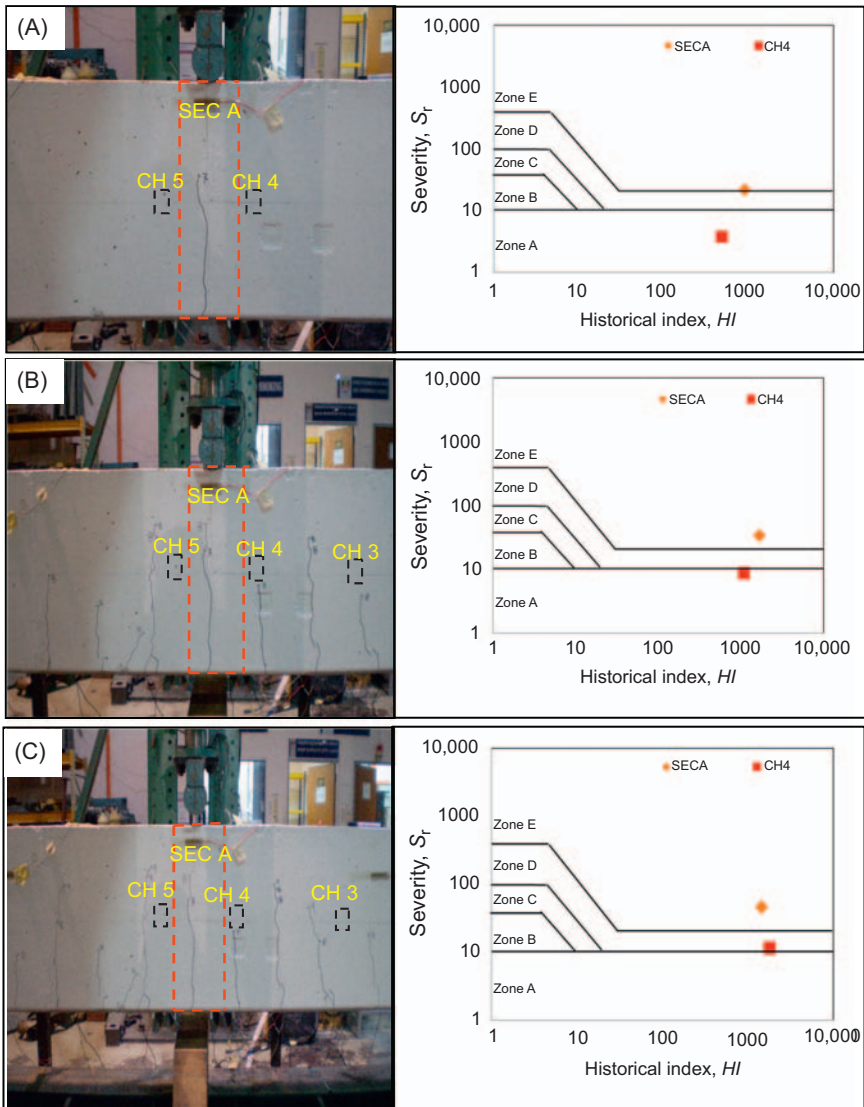 (A)
SEC A
CH 5
CH 4
Severity, Sr
10,000
1000
100
10
1
SECA
CH4
Zone E
Zone D
Zone C
Zone B
Zone A
1
10
100
1000
10,000
Historical index, HI
(B)
SEC A
CH 5
CH 4
CH 3
Severity, Sr
10,000
1000
100
10
1
SECA
CH4
Zone E
Zone D
Zone C
Zone B
Zone A
1
10
100
1000
10,000
Historical index, HI
(C)
SEC A
CH 5
CH 4
CH 3
Severity, Sr
10,000
1000
100
10
1
SECA
CH4
Zone E
Zone D
Zone C
Zone B
Zone A
1
10
100
1000
10,000
Historical index, HI